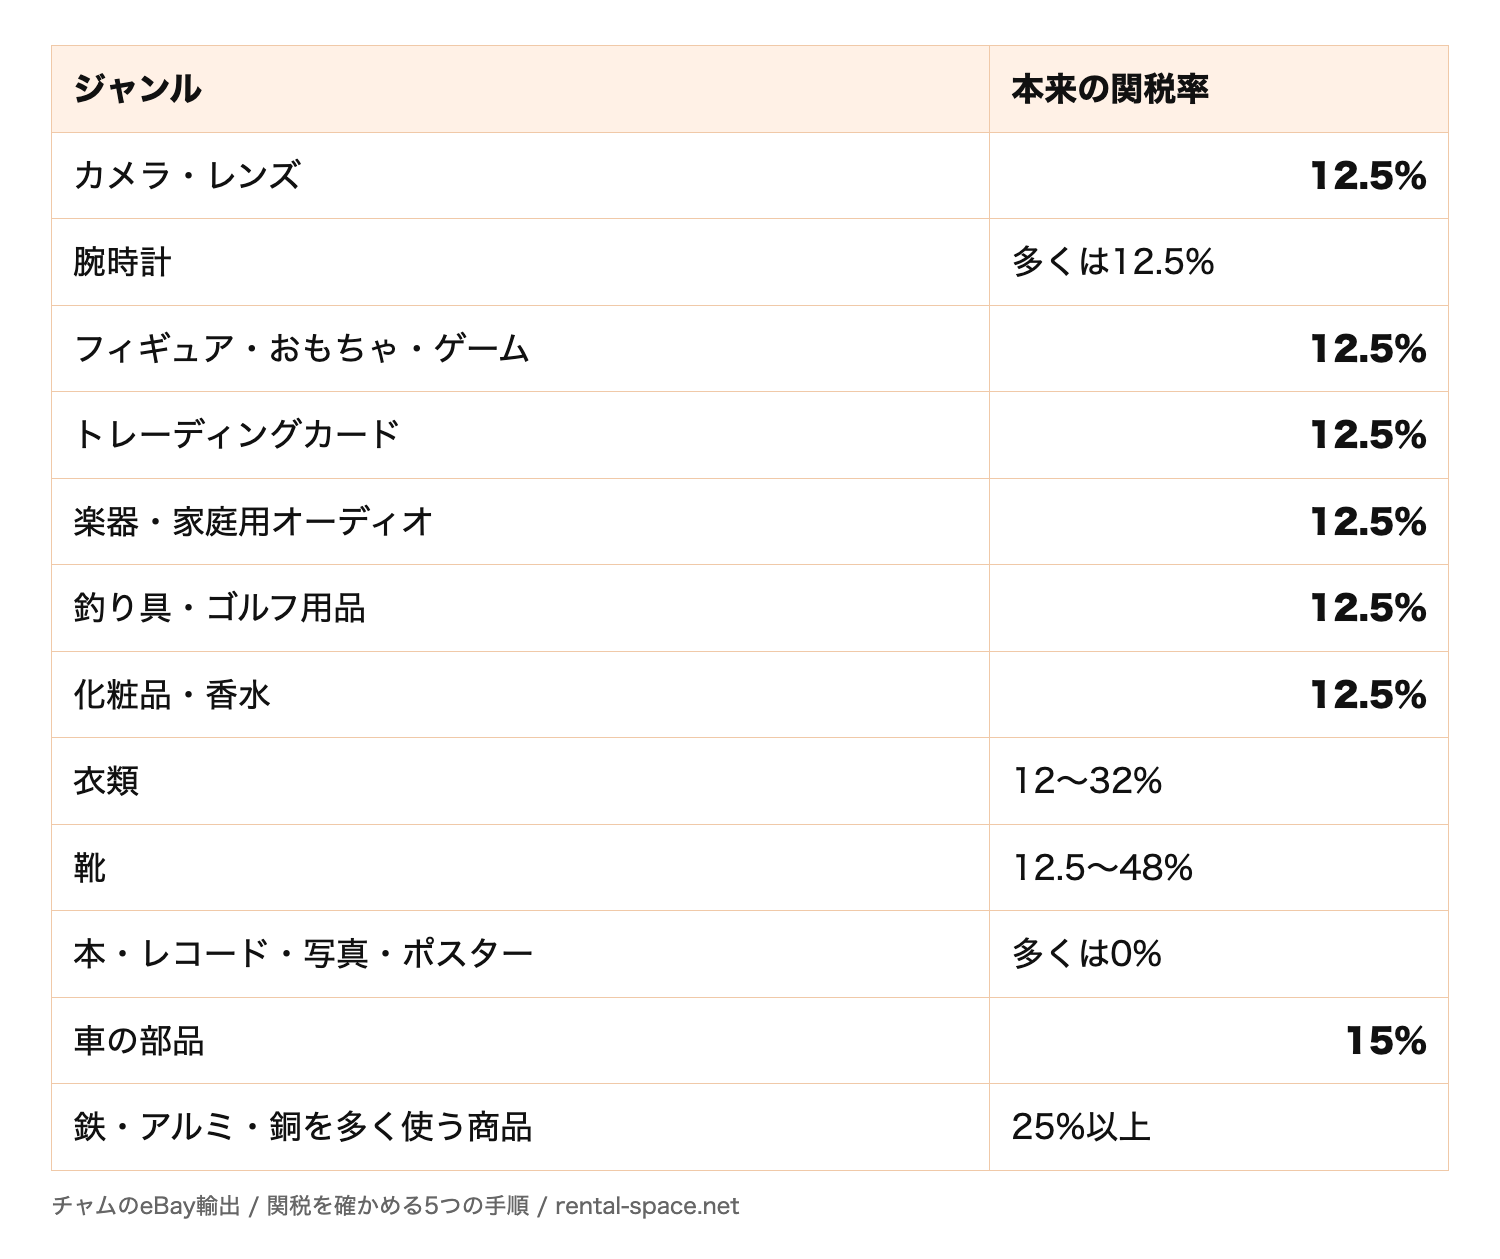 ジャンル 本来の関税率
カメラ・レンズ 12.5%
腕時計 多くは12.5%
フィギュア・おもちゃ・ゲーム 12.5%
トレーディングカード 12.5%
楽器・家庭用オーディオ 12.5%
釣り具・ゴルフ用品 12.5%
化粧品・香水 12.5%
衣類 12〜32%
靴 12.5〜48%
本・レコード・写真・ポスター 多くは0%
車の部品 15%
鉄・アルミ・銅を多く使う商品 25%以上
チャムのeBay輸出 / 関税を確かめる5つの手順 / rental-space.net